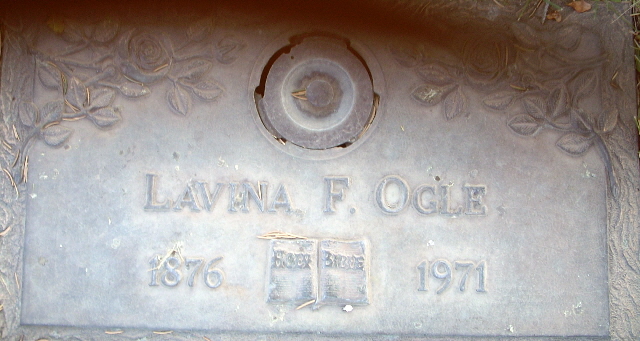 LAVINA F. OGLE
1876 HOLY BIBLE 1971